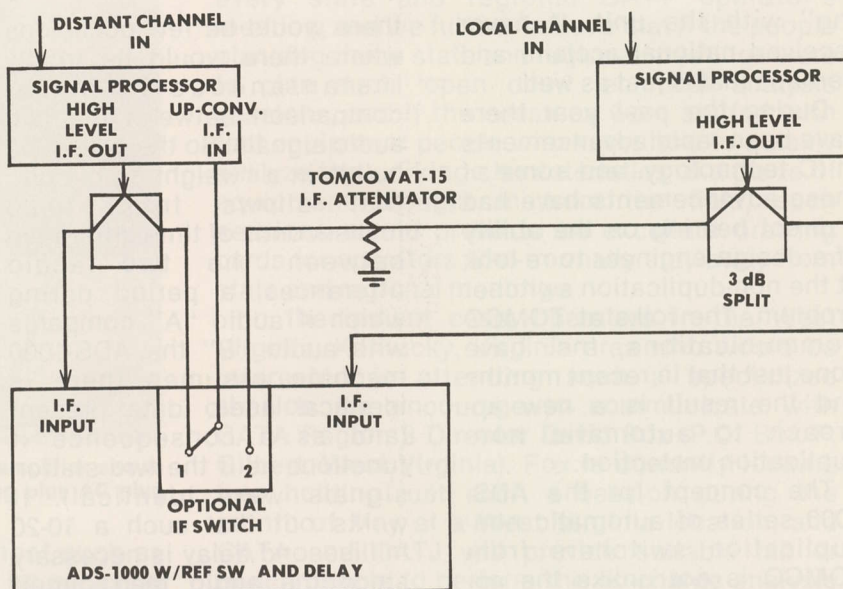 DISTANT CHANNEL
IN
SIGNAL PROCESSOR
HIGH
LEVEL
I.F. OUT
UP-CONV.
I.F.
IN
LOCAL CHANNEL
IN
SIGNAL PROCESSOR
HIGH LEVEL
I.F. OUT
TOMCO VAT-15
I.F. ATTENUATOR
3 dB
SPLIT
I.F.
INPUT
1
2
I.F.
INPUT
OPTIONAL
IF SWITCH
ADS-1000 W/REF SW AND DELAY